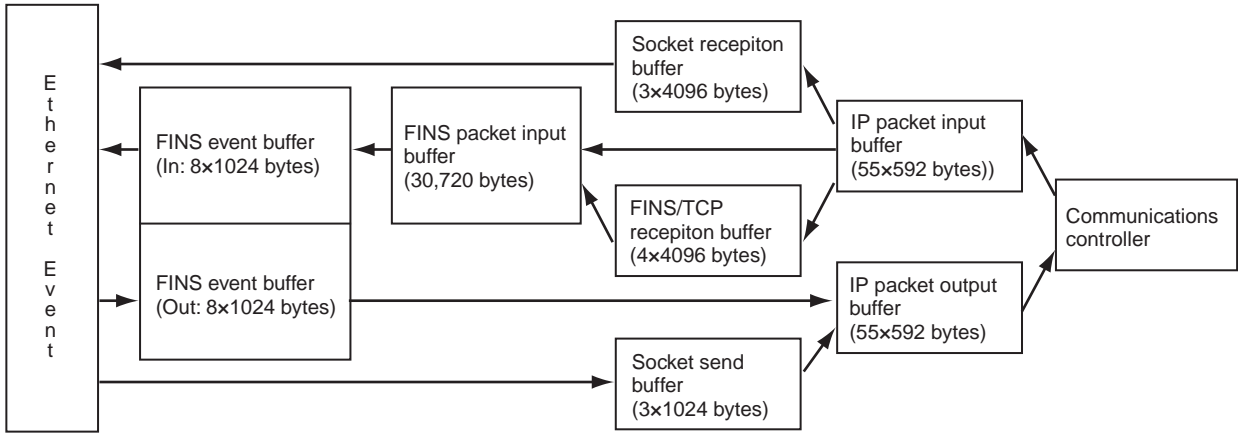 Ethernet Event
Socket recepiton
buffer
(3×4096 bytes)
FINS event buffer
(In: 8×1024 bytes)
FINS packet input
buffer
(30,720 bytes)
IP packet input
buffer
(55×592 bytes))
FINS/TCP
recepiton buffer
(4×4096 bytes)
Communications
controller
FINS event buffer
(Out: 8×1024 bytes)
IP packet output
buffer
(55×592 bytes)
Socket send
buffer
(3×1024 bytes)